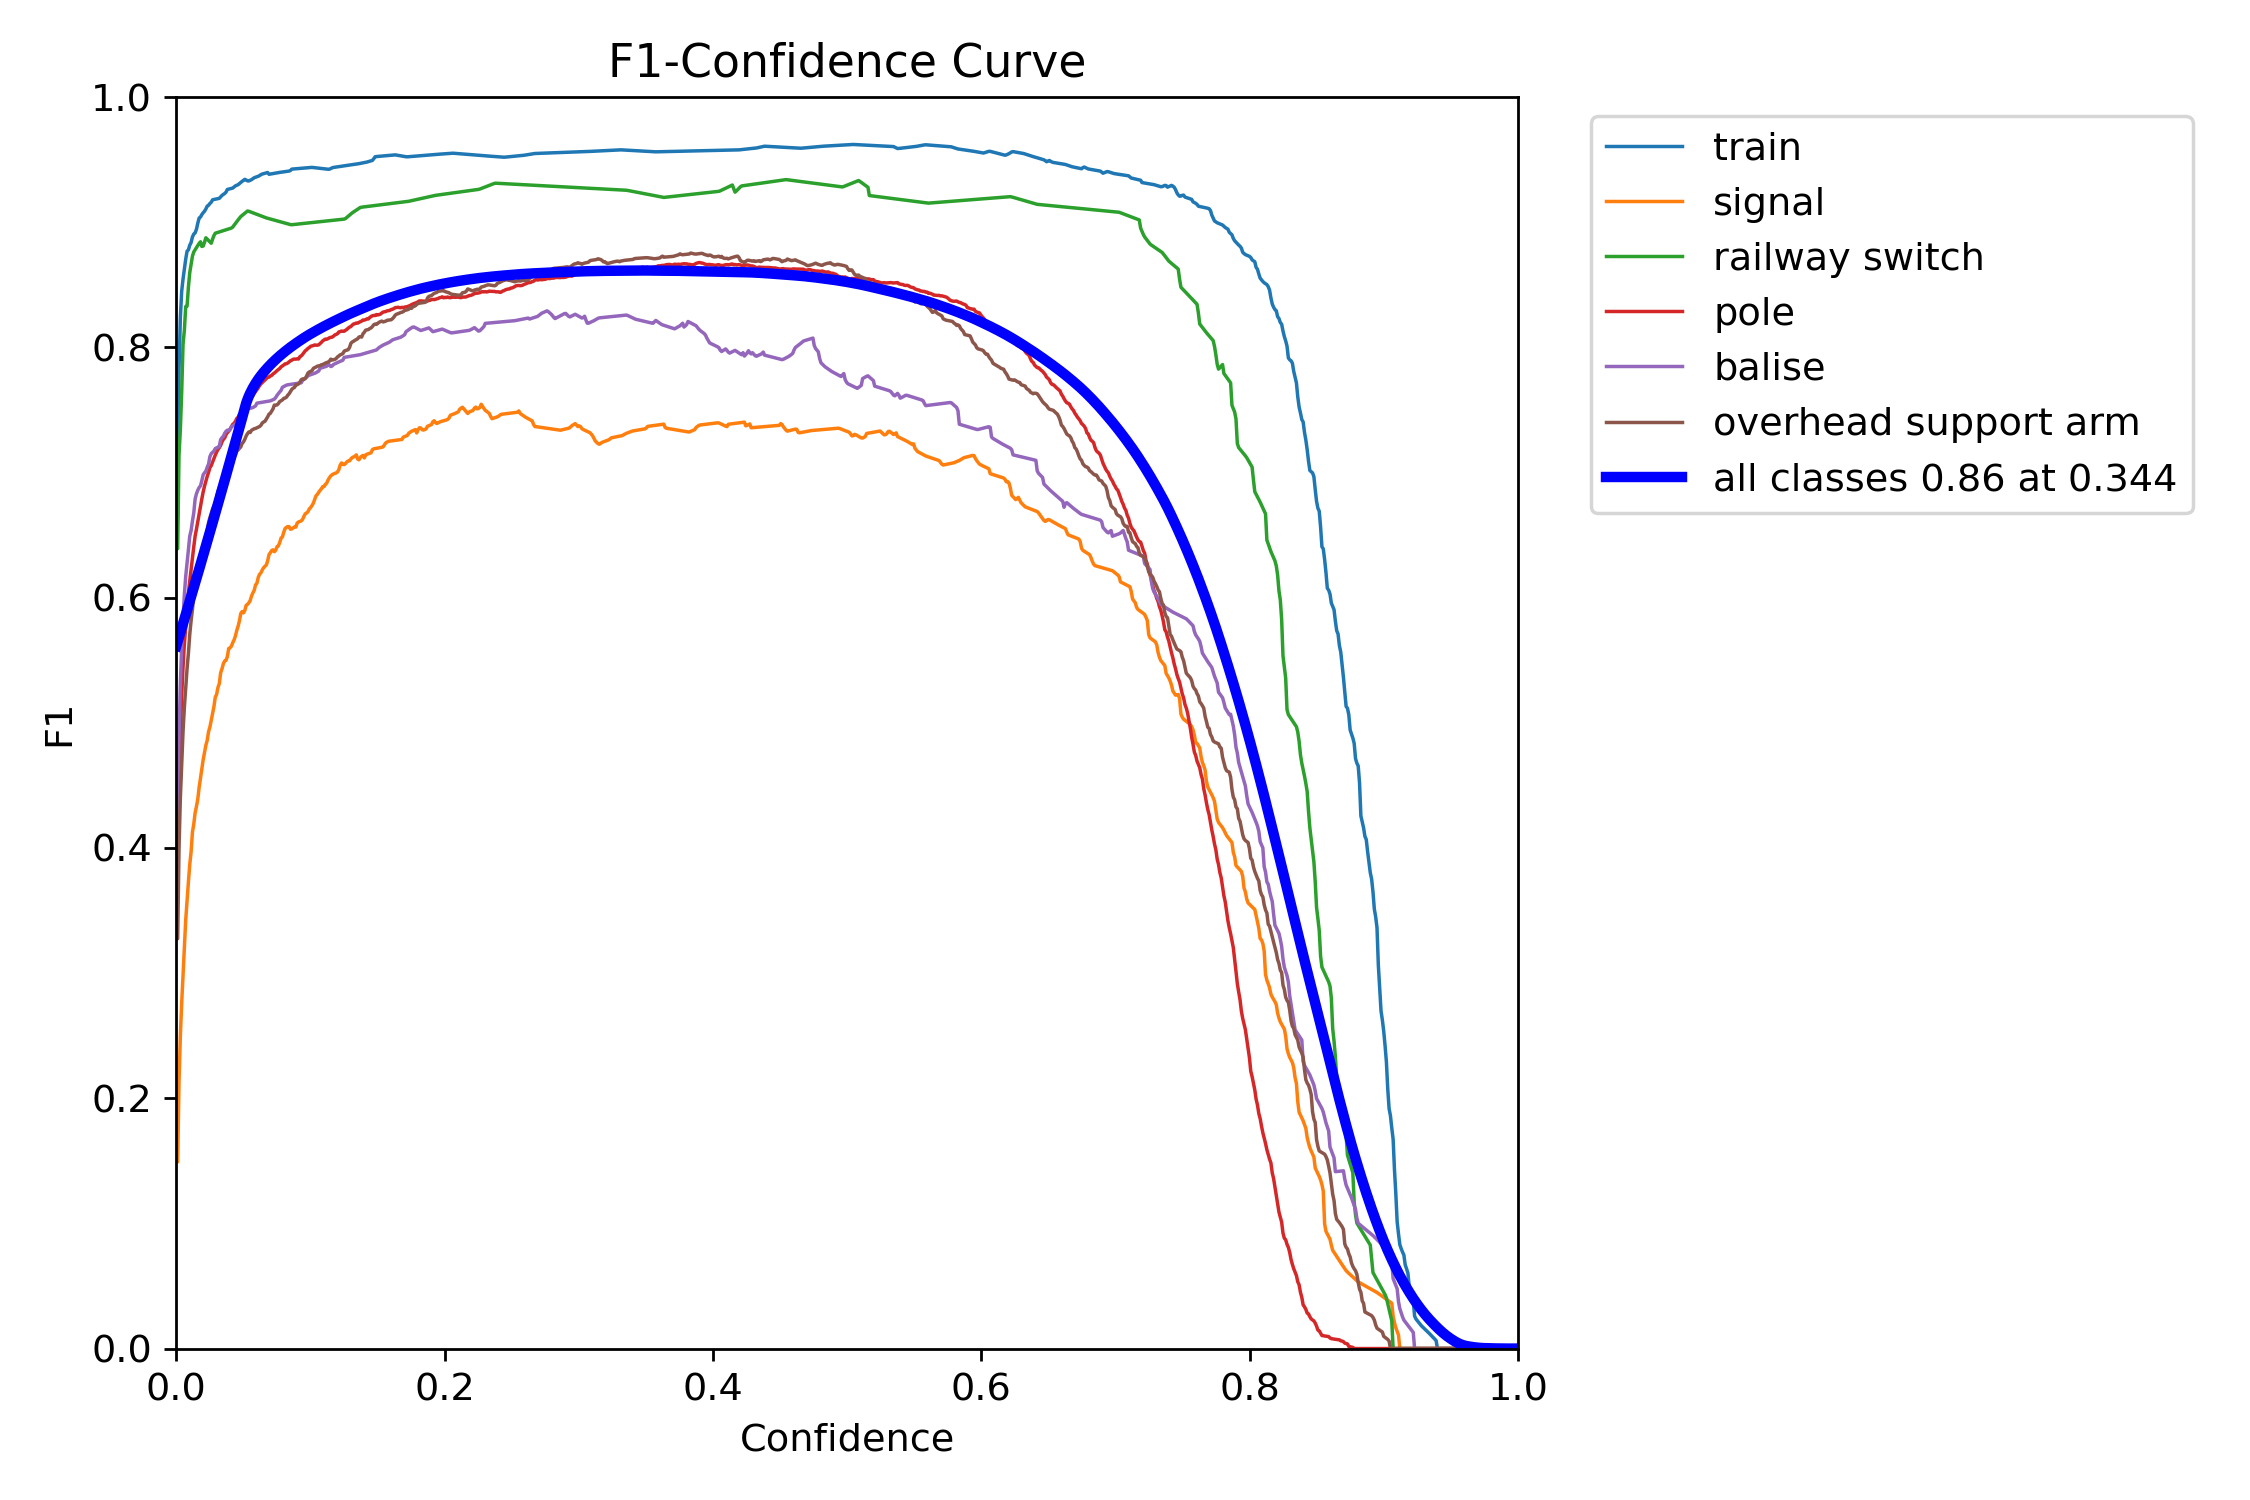 F1-Confidence Curve
1.0
0.8
0.6
0.4
0.2
0.0
F1
0.0 0.2 0.4 0.6 0.8 1.0
Confidence
train
signal
railway switch
pole
balise
overhead support arm
all classes 0.86 at 0.344